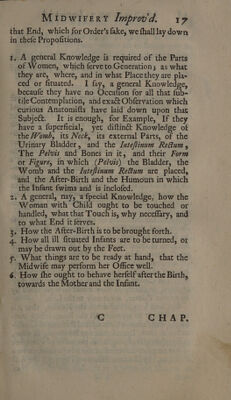 MIDWIFERY Improv'd. 17
that End, which for Order's sake, we shall lay down
in these Propositions.
1. A general Knowledge is required of the Parts
of Women, which serve to Generation; as what
they are, where, and in what Place they are pla-
ced or situated. I say, a general Knowledge,
because they have no Occasion for all that sub-
tile Contemplation, and exact Observation which
curious Anatomists have laid down upon that
Subject. It is enough, for Example, If they
have a superficial, yet distinct Knowledge of
the Womb, its Neck, its external Parts, of the
Urinary Bladder, and the Intestinum Rectum,
The Pelvis and Bones in it, and their Form
or Figure, in which (Pelvis) the Bladder, the
Womb and the Intestinum Rectum are placed,
and the After-Birth and the Humours in which
the Infant swims and is inclosed.
2. A general, nay, a special Knowledge, how the
Woman with Child ought to be touched or
handled, what that Touch is, why necessary, and
to what End it serves.
3. How the After-Birth is to be brought forth.
4. How all ill situated Infants are to be turned, or
may be drawn out by the Feet.
5. What things are to be ready at hand, that the
Midwife may perform her Office well.
6. How she ought to behave herself after the Birth,
towards the Mother and the Infant.
C CHAP.